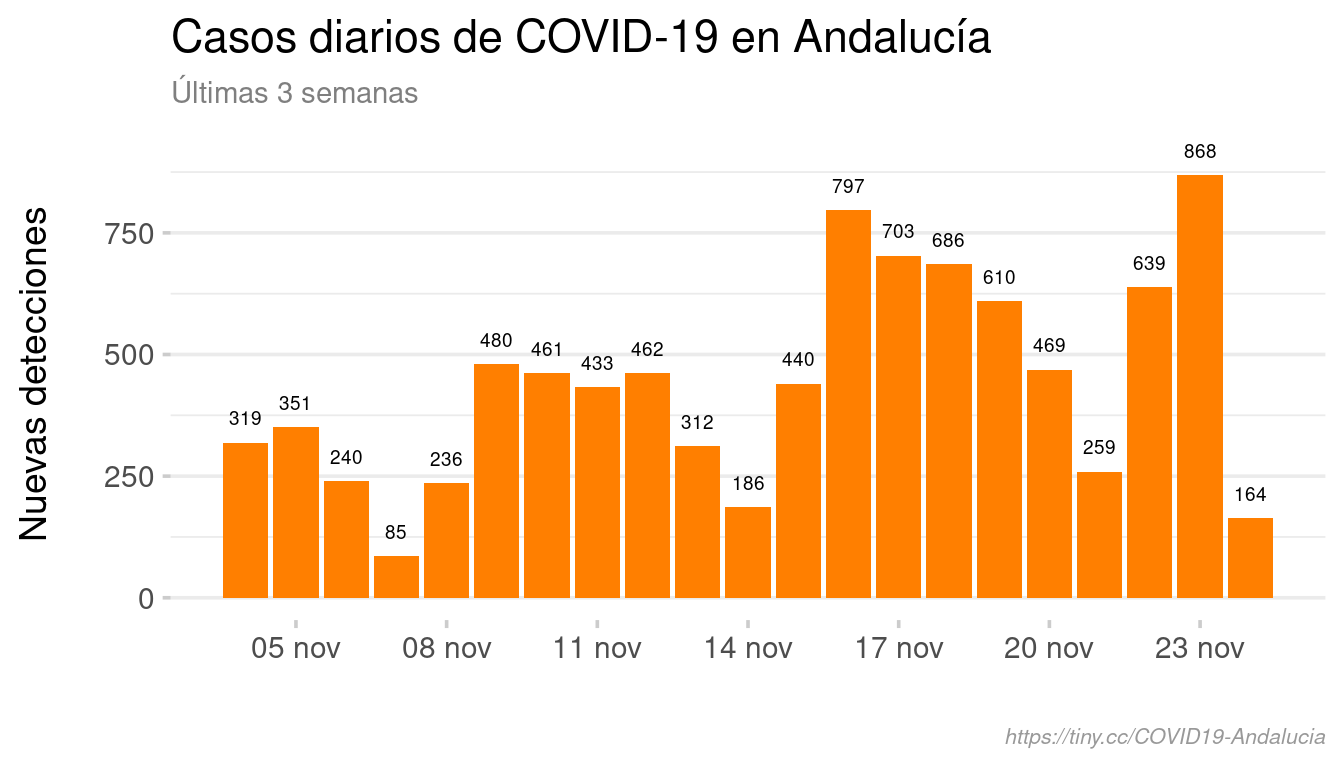 Casos diarios de COVID-19 en Andalucía
Últimas 3 semanas
Nuevas detecciones
750
500
250
0
319
351
240
85
236
480
461
433
462
312
186
440
797
703
686
610
469
259
639
868
164
05 nov
08 nov
11 nov
14 nov
17 nov
20 nov
23 nov
https://tiny.cc/COVID19-Andalucia